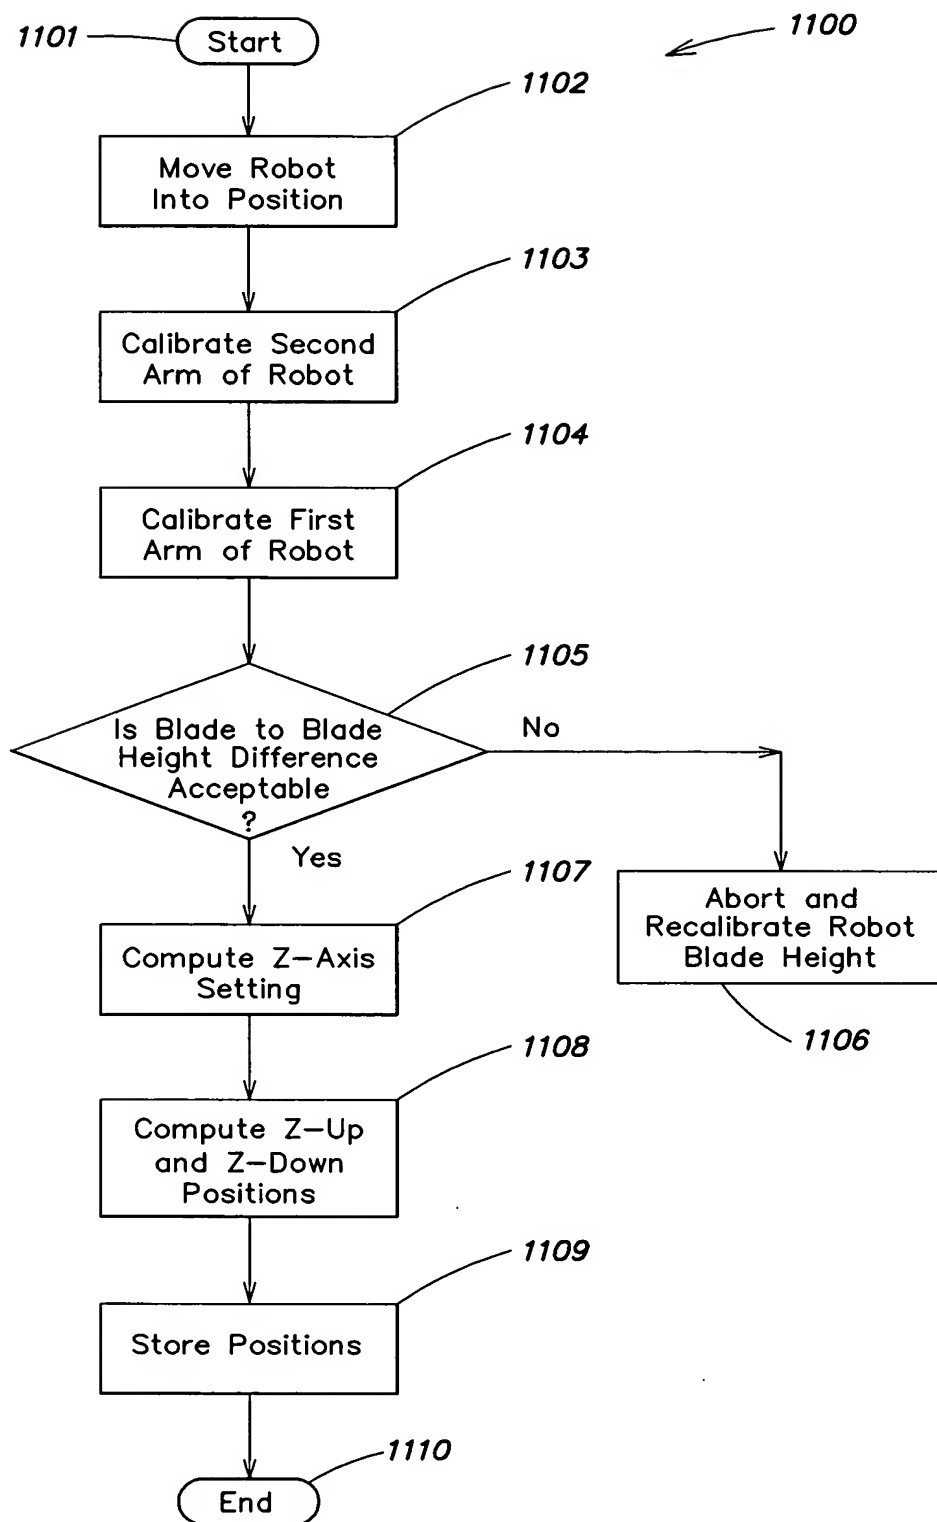 1101
Start
1100
1102
Move Robot
Into Position
1103
Calibrate Second
Arm of Robot
1104
Calibrate First
Arm of Robot
1105
Is Blade to Blade
Height Difference
Acceptable
?
No
Yes
1107
Compute Z-Axis
Setting
Abort and
Recalibrate Robot
Blade Height
1106
1108
Compute Z-Up
and Z-Down
Positions
1109
Store Positions
1110
End